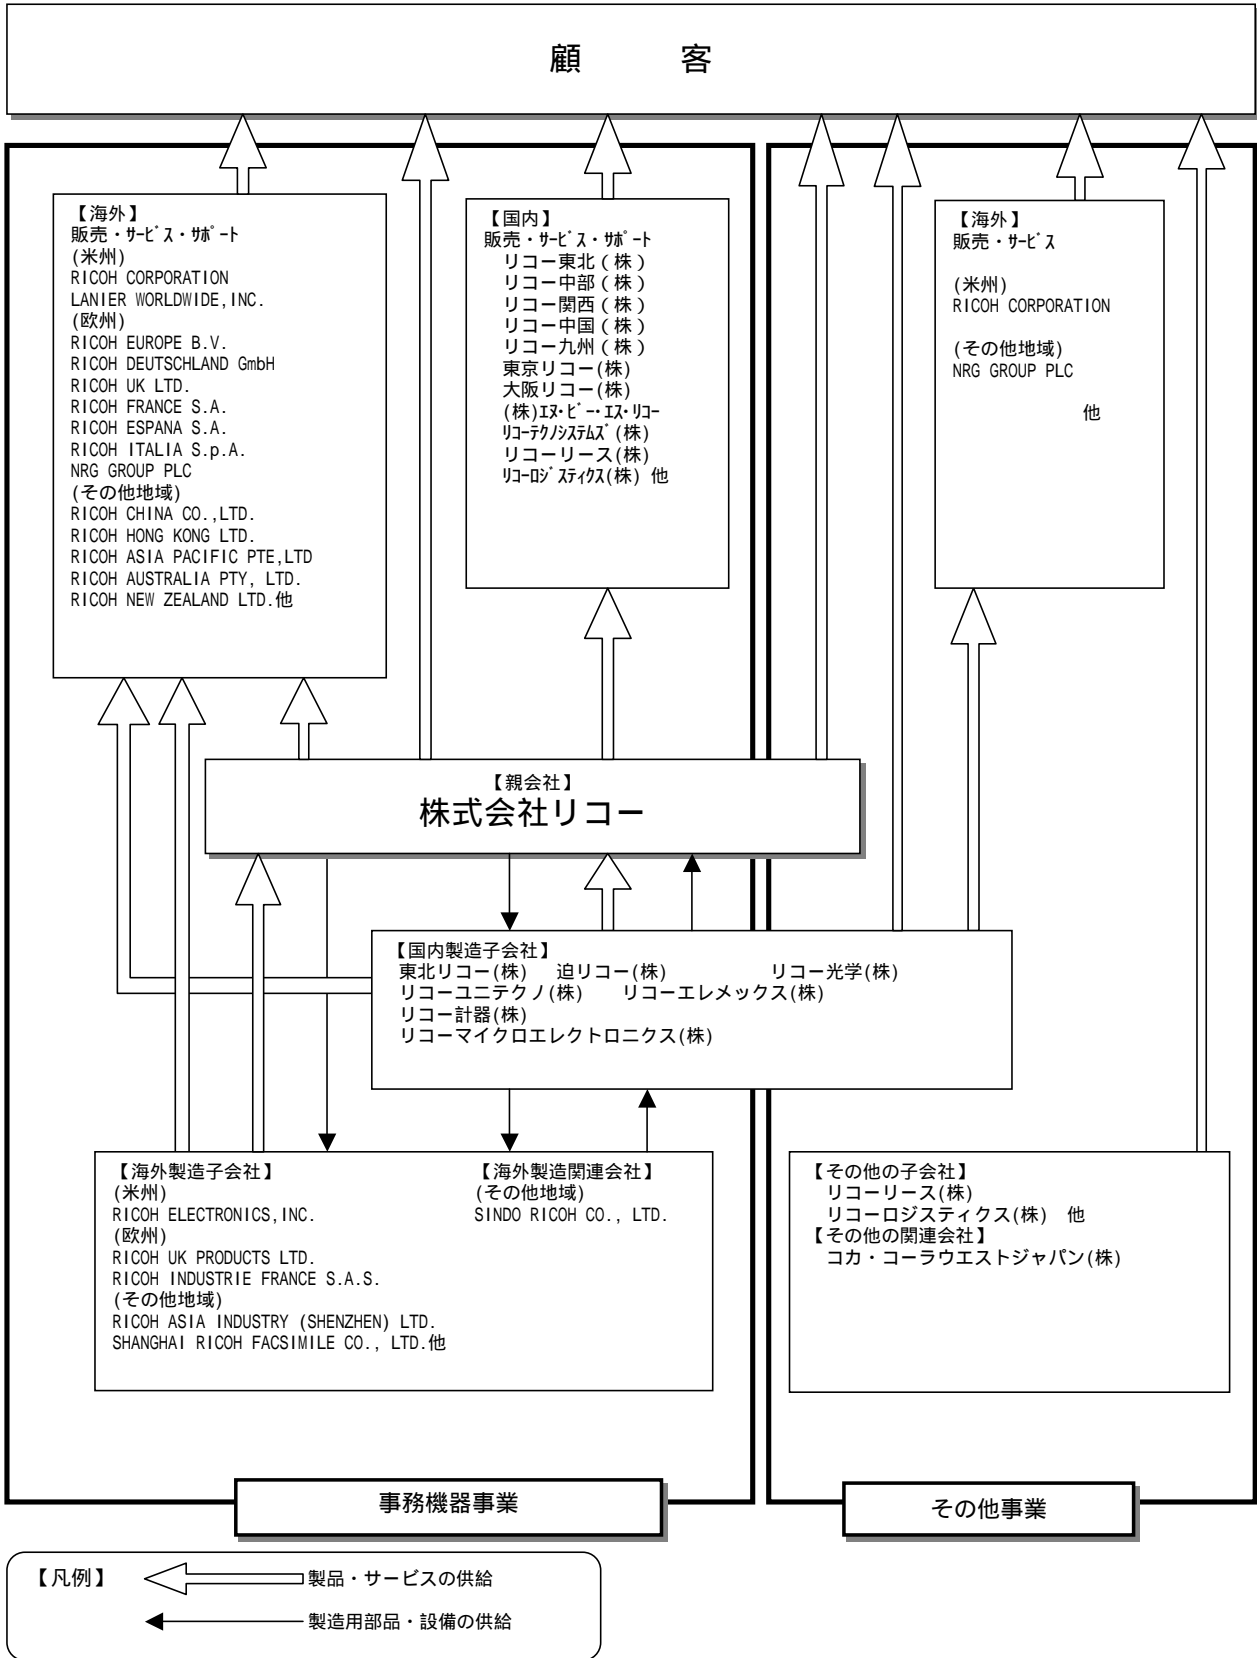 顧 客
【海外】
販売・ｻｰﾋﾞｽ・ｻﾎﾟｰﾄ
(米州)
RICOH CORPORATION
LANIER WORLDWIDE,INC.
(欧州)
RICOH EUROPE B.V.
RICOH DEUTSCHLAND GmbH
RICOH UK LTD.
RICOH FRANCE S.A.
RICOH ESPANA S.A.
RICOH ITALIA S.p.A.
NRG GROUP PLC
(その他地域)
RICOH CHINA CO.,LTD.
RICOH HONG KONG LTD.
RICOH ASIA PACIFIC PTE,LTD
RICOH AUSTRALIA PTY, LTD.
RICOH NEW ZEALAND LTD.他
【国内】
販売・ｻｰﾋﾞｽ・ｻﾎﾟｰﾄ
リコー東北（株）
リコー中部（株）
リコー関西（株）
リコー中国（株）
リコー九州（株）
東京リコー(株)
大阪リコー(株)
(株)ｴﾇ･ﾋﾞｰ･ｴｽ･ﾘｺｰ
ﾘｺｰﾃｸﾉｼｽﾃﾑｽﾞ(株)
リコーリース(株)
ﾘｺｰﾛｼﾞｽﾃｨｸｽ(株) 他
【海外】
販売・ｻｰﾋﾞｽ
(米州)
RICOH CORPORATION
(その他地域)
NRG GROUP PLC
他
【親会社】
株式会社リコー
【国内製造子会社】
東北リコー(株) 迫リコー(株) リコー光学(株)
リコーユニテクノ(株) リコーエレメックス(株)
リコー計器(株)
リコーマイクロエレクトロニクス(株)
【海外製造子会社】
(米州)
RICOH ELECTRONICS,INC.
(欧州)
RICOH UK PRODUCTS LTD.
RICOH INDUSTRIE FRANCE S.A.S.
(その他地域)
RICOH ASIA INDUSTRY (SHENZHEN) LTD.
SHANGHAI RICOH FACSIMILE CO., LTD.他
【海外製造関連会社】
(その他地域)
SINDO RICOH CO., LTD.
【その他の子会社】
リコーリース(株)
リコーロジスティクス(株) 他
【その他の関連会社】
コカ・コーラウエストジャパン(株)
事務機器事業
その他事業
【凡例】
製品・サービスの供給
製造用部品・設備の供給